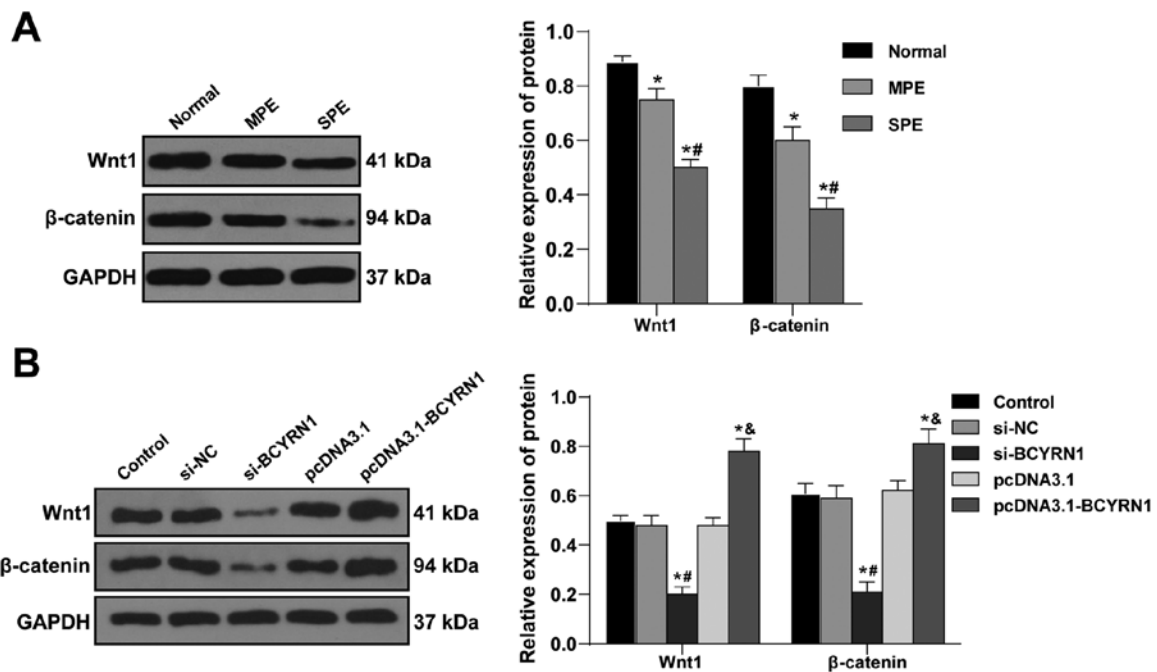 A
Normal
MPE
SPE
Wnt1
41 kDa
β-catenin
94 kDa
GAPDH
37 kDa
Relative expression of protein
1.0
0.8
0.6
0.4
0.2
0.0
*
*#
*
*#
Wnt1
β-catenin
Normal
MPE
SPE
B
Control
si-NC
si-BCYRN1
pcDNA3.1
pcDNA3.1-BCYRN1
Wnt1
41 kDa
β-catenin
94 kDa
GAPDH
37 kDa
Relative expression of protein
1.0
0.8
0.6
0.4
0.2
0.0
*#
*&
*#
*&
Wnt1
β-catenin
Control
si-NC
si-BCYRN1
pcDNA3.1
pcDNA3.1-BCYRN1